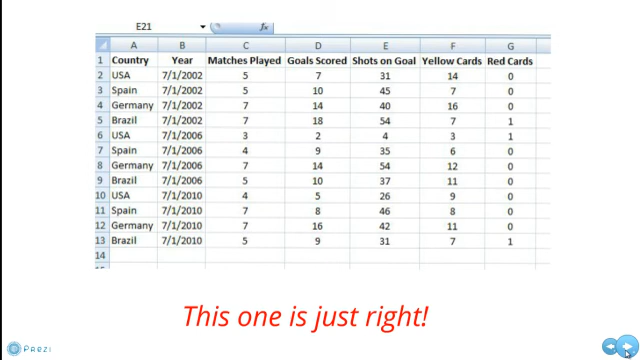 E21 fx
A B C D E F G
1 Country Year Matches Played Goals Scored Shots on Goal Yellow Cards Red Cards
2 USA 7/1/2002 5 7 31 14 0
3 Spain 7/1/2002 5 10 45 7 0
4 Germany 7/1/2002 7 14 40 16 0
5 Brazil 7/1/2002 7 18 54 7 1
6 USA 7/1/2006 3 2 4 3 1
7 Spain 7/1/2006 4 9 35 6 0
8 Germany 7/1/2006 7 14 54 12 0
9 Brazil 7/1/2006 5 10 37 11 0
10 USA 7/1/2010 4 5 26 9 0
11 Spain 7/1/2010 7 8 46 8 0
12 Germany 7/1/2010 7 16 42 11 0
13 Brazil 7/1/2010 5 9 31 7 1
14
This one is just right!
Prezi